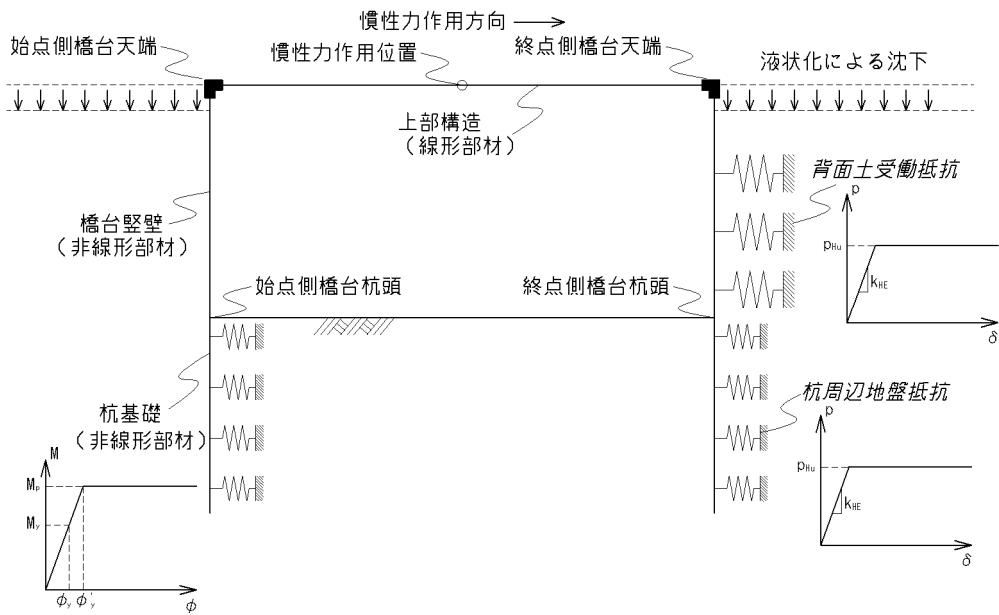 慣性力作用方向
始点側橋台天端
慣性力作用位置
終点側橋台天端
液状化による沈下
上部構造
(線形部材)
背面土受働抵抗
p
pHu
kHE
δ
橋台竪壁
(非線形部材)
始点側橋台杭頭
終点側橋台杭頭
杭基礎
(非線形部材)
杭周辺地盤抵抗
p
pHu
kHE
δ
M
Mp
My
φy
φ'y
φ